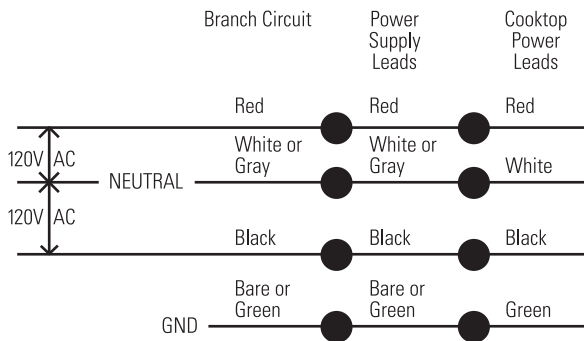 Branch Circuit
Power
Supply
Leads
Cooktop
Power
Leads
Red
Red
Red
120V AC
White or
Gray
White or
Gray
White
NEUTRAL
120V AC
Black
Black
Black
Bare or
Green
Bare or
Green
Green
GND